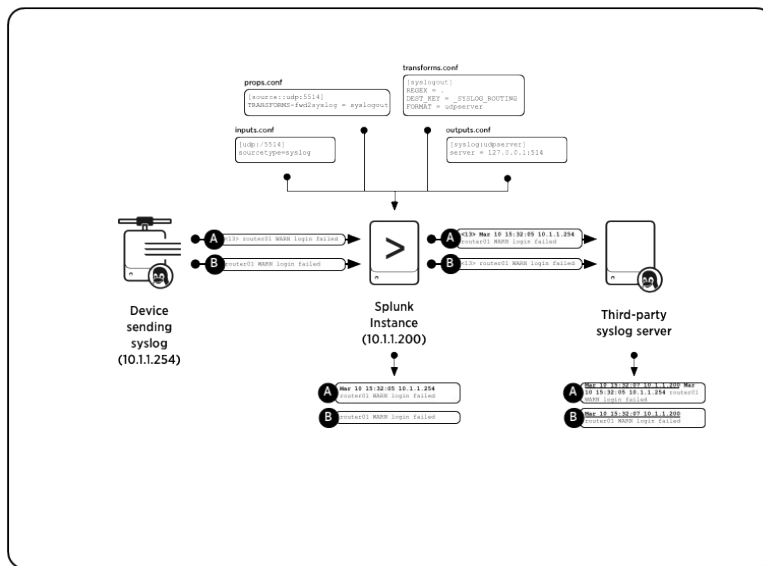 transforms.conf
[syslogout]
REGEX = .
DEST_KEY = _SYSLOG_ROUTING
FORMAT = udpserver
props.conf
[source::udp:5514]
TRANSFORMS-fwd2syslog = syslogout
inputs.conf
[udp:/5514]
sourcetype=syslog
outputs.conf
[syslog:udpserver]
server = 127.0.0.1:514
A
<13> router01 WARN login failed
B
router01 WARN login failed
>
A
<13> Mar 10 15:32:05 10.1.1.254
router01 WARN login failed
B
<13> router01 WARN login failed
Device
sending
syslog
(10.1.1.254)
Splunk
Instance
(10.1.1.200)
Third-party
syslog server
A
Mar 10 15:32:05 10.1.1.254
router01 WARN login failed
B
router01 WARN login failed
A
Mar 10 15:32:07 10.1.1.200 Mar
10 15:32:05 10.1.1.254 router01
WARN login failed
B
Mar 10 15:32:07 10.1.1.200
router01 WARN login failed